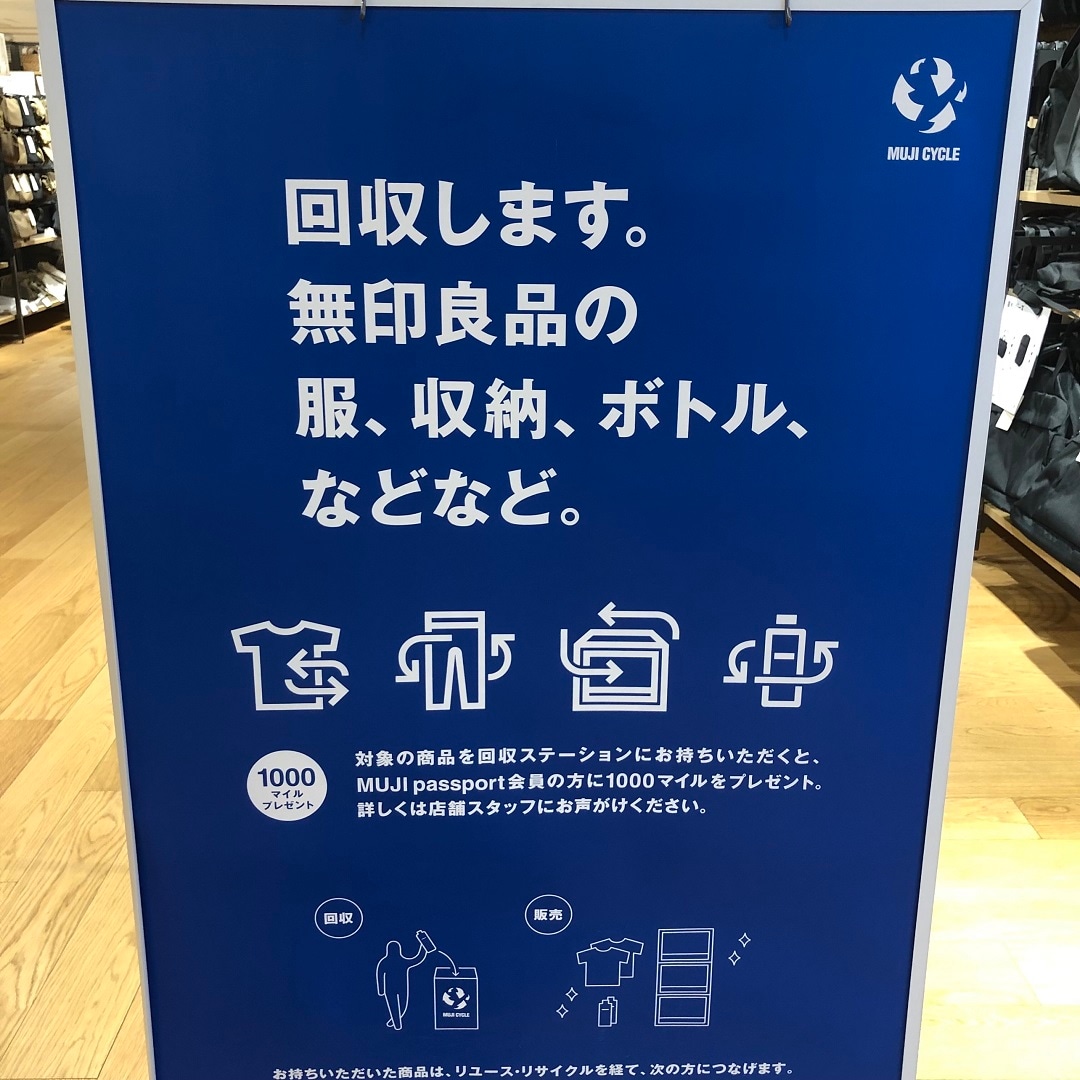 MUJI CYCLE
回収します。
無印良品の
服、収納、ボトル、
などなど。
1000
マイル
プレゼント
対象の商品を回収ステーションにお持ちいただくと、
MUJI passport会員の方に1000マイルをプレゼント。
詳しくは店舗スタッフにお声がけください。
回収
販売
MUJI CYCLE
お持ちいただいた商品は、リユース・リサイクルを経て、次の方につなげます。